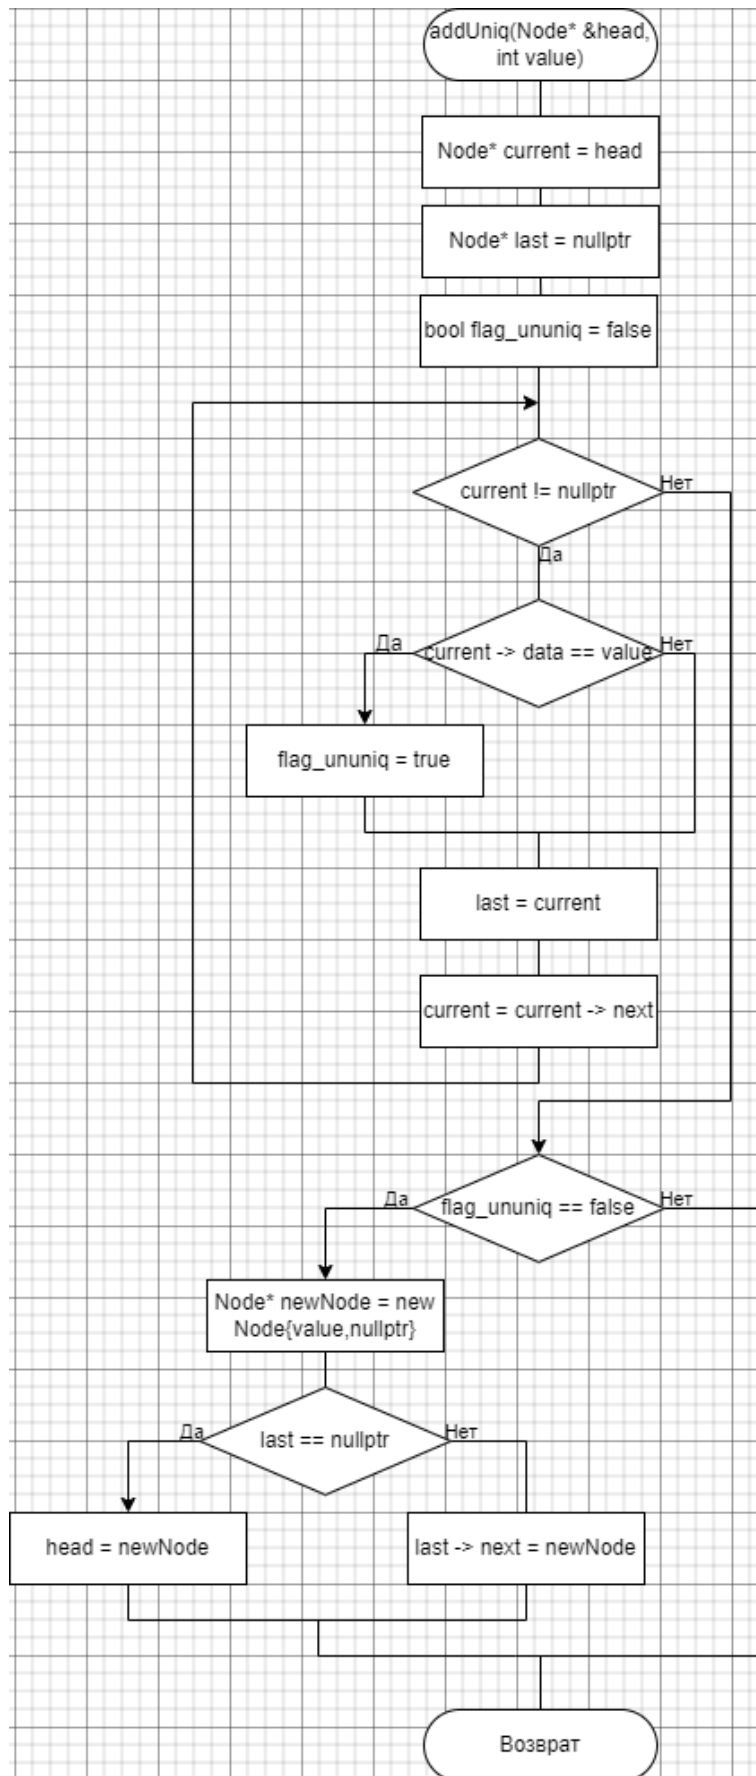 addUniq(Node* &head,
int value)
Node* current = head
Node* last = nullptr
bool flag_ununiq = false
current != nullptr
Нет
Да
Да
current -> data == value
Нет
flag_ununiq = true
last = current
current = current -> next
Да
flag_ununiq == false
Нет
Node* newNode = new
Node{value,nullptr}
Да
last == nullptr
Нет
head = newNode
last -> next = newNode
Возврат